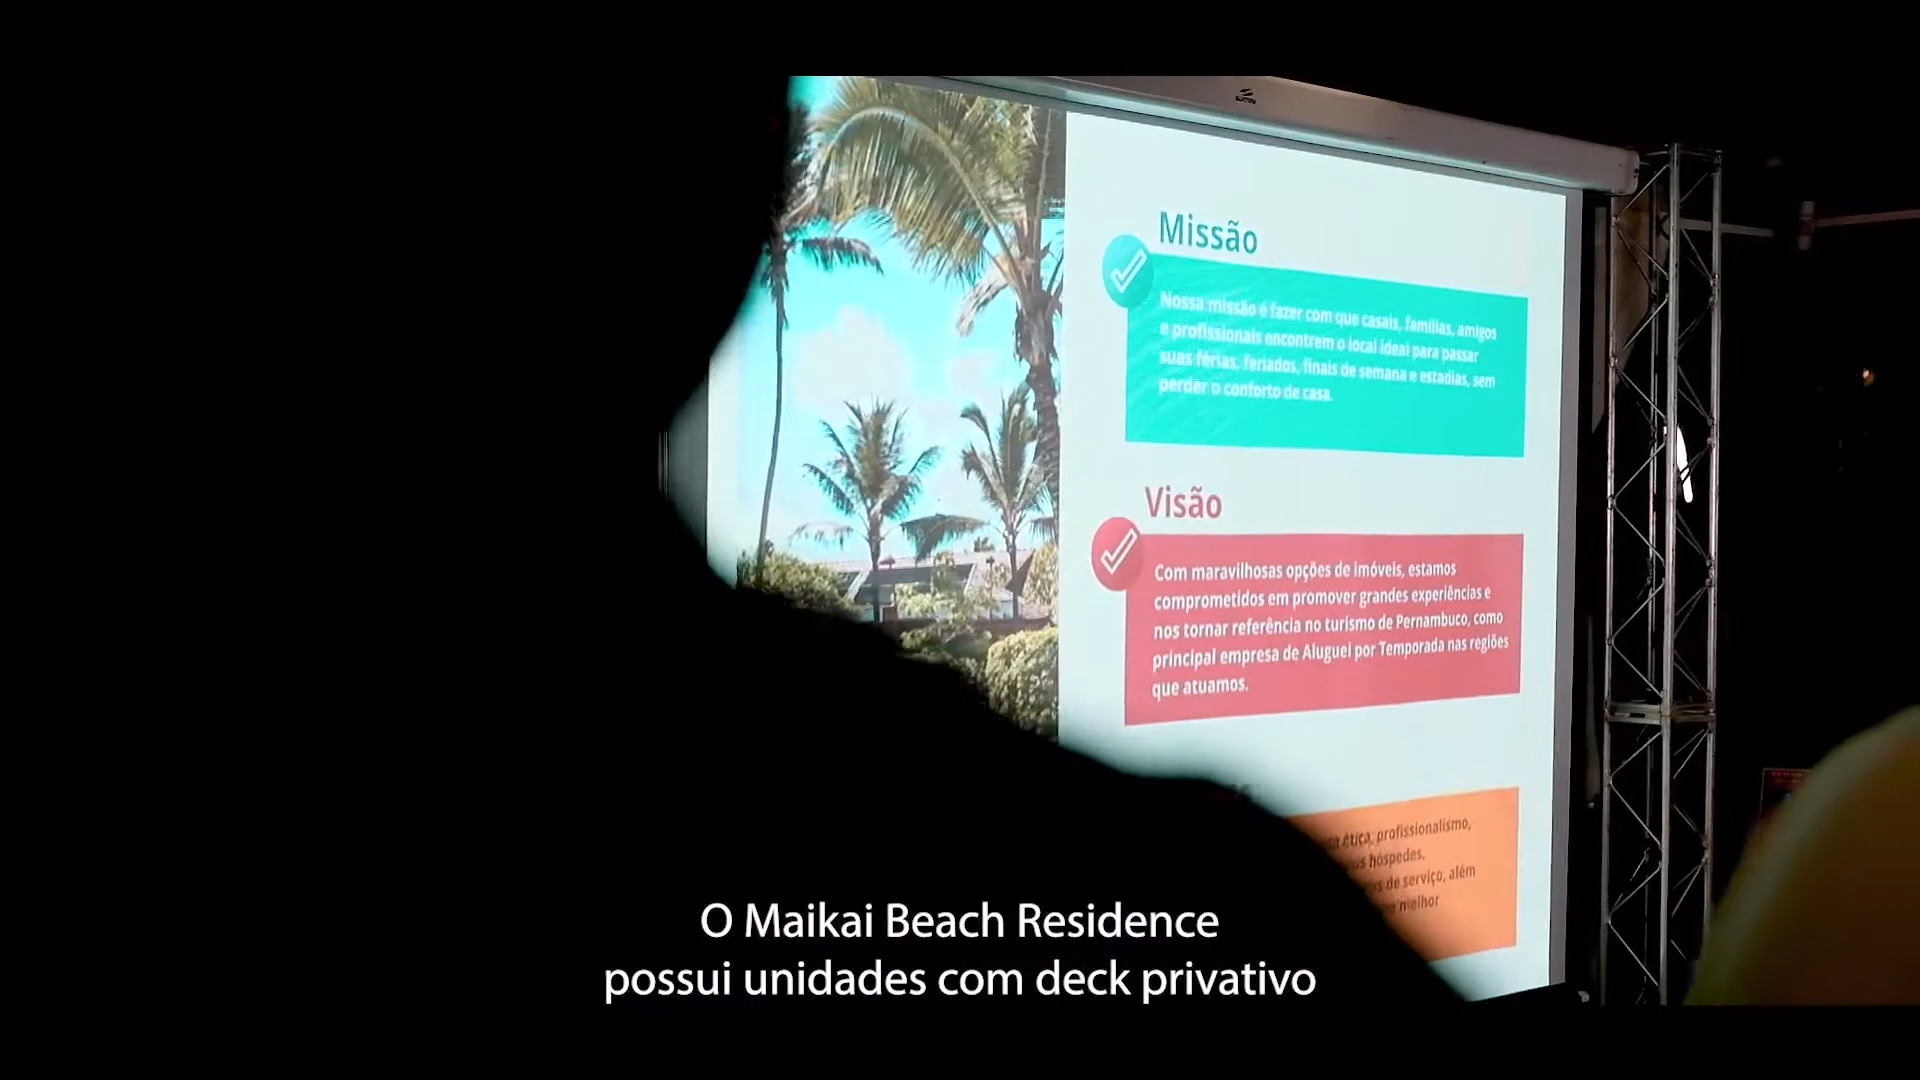 Missão
Nossa missão é fazer com que casais, famílias, amigos
e profissionais encontrem o local ideal para passar
suas férias, feriados, finais de semana e estadias, sem
perder o conforto de casa.
Visão
Com maravilhosas opções de imóveis, estamos
comprometidos em promover grandes experiências e
nos tornar referência no turismo de Pernambuco, como
principal empresa de Aluguel por Temporada nas regiões
que atuamos.
ética, profissionalismo,
hóspedes.
de serviço, além
melhor
O Maikai Beach Residence
possui unidades com deck privativo